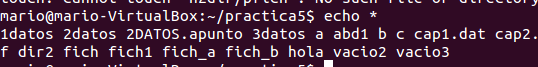 mario@mario-VirtualBox:~/practica5$ echo *
1datos 2datos 2DATOS.apunto 3datos a abd1 b c cap1.dat cap2.
f dir2 fich fich1 fich_a fich_b hola vacio2 vacio3